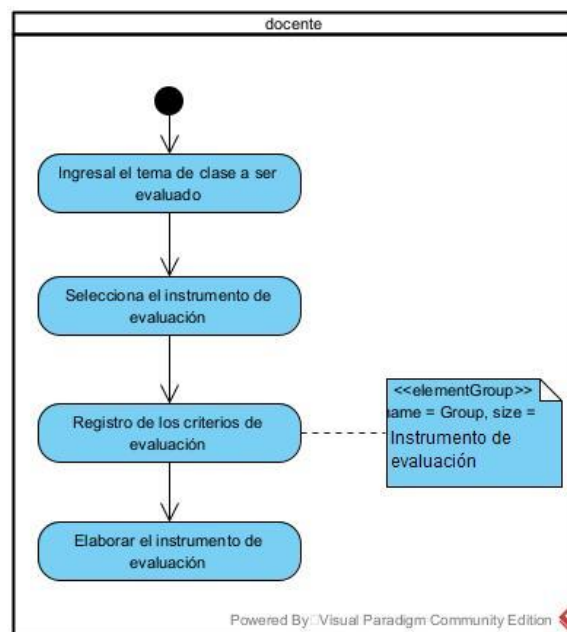 docente
Ingresal el tema de clase a ser
evaluado
Selecciona el instrumento de
evaluación
Registro de los criterios de
evaluación
<<elementGroup>>
name = Group, size =
Instrumento de
evaluación
Elaborar el instrumento de
evaluación
Powered By Visual Paradigm Community Edition